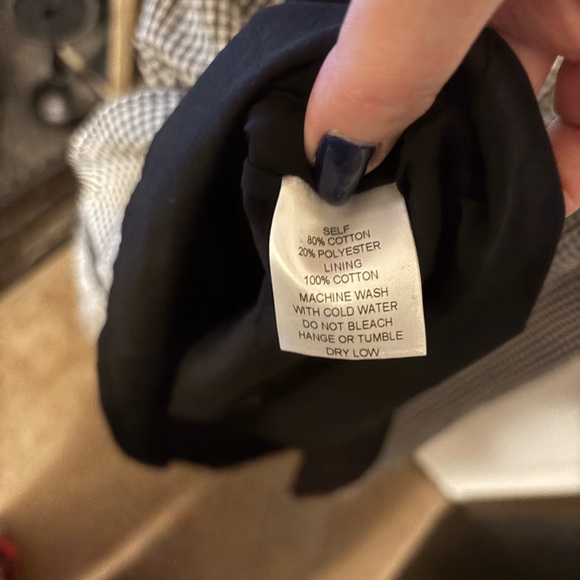 SELF
80% COTTON
20% POLYESTER
LINING
100% COTTON
MACHINE WASH
WITH COLD WATER
DO NOT BLEACH
HANGE OR TUMBLE
DRY LOW